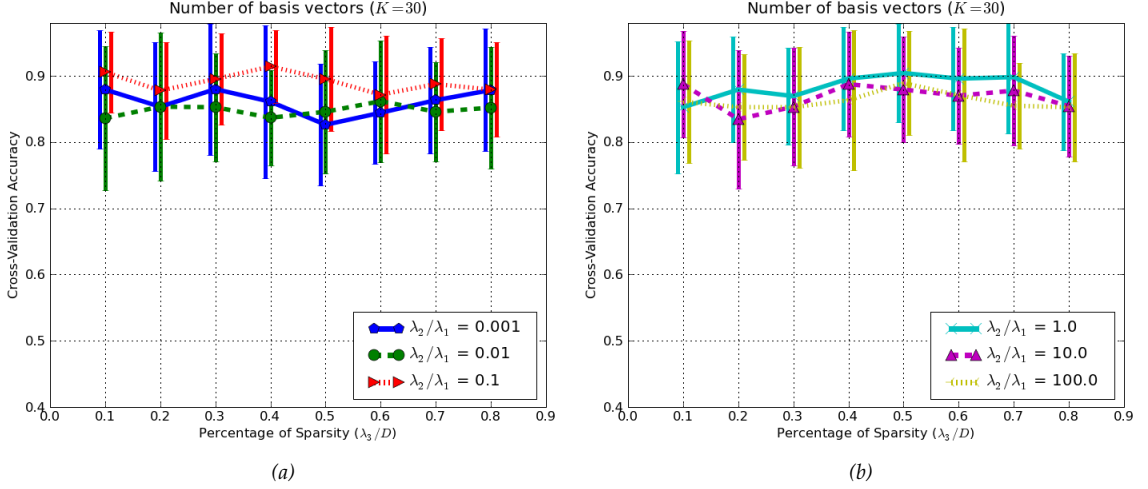 Number of basis vectors (K=30)
Cross-Validation Accuracy
0.9
0.8
0.7
0.6
0.5
0.4
λ₂/λ₁ = 0.001
λ₂/λ₁ = 0.01
λ₂/λ₁ = 0.1
0.0 0.1 0.2 0.3 0.4 0.5 0.6 0.7 0.8 0.9
Percentage of Sparsity (λ₃/D)
(a)
Number of basis vectors (K=30)
Cross-Validation Accuracy
0.9
0.8
0.7
0.6
0.5
0.4
λ₂/λ₁ = 1.0
λ₂/λ₁ = 10.0
λ₂/λ₁ = 100.0
0.0 0.1 0.2 0.3 0.4 0.5 0.6 0.7 0.8 0.9
Percentage of Sparsity (λ₃/D)
(b)